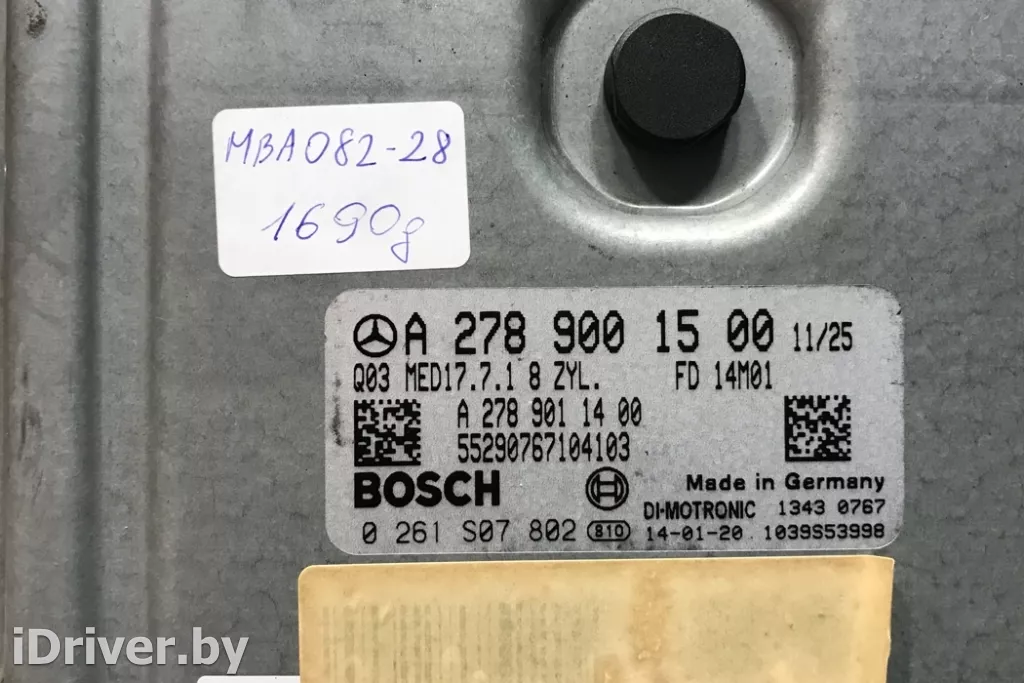 MBA082-28
1690g
A 278 900 15 00 11/25
Q03 MED17.7.1 8 ZYL. FD 14M01
A 278 901 14 00
55290767104103
BOSCH
Made in Germany
DI-MOTRONIC 1343 0767
0 261 S07 802 810 14-01-20 1039S53998
iDriver.by